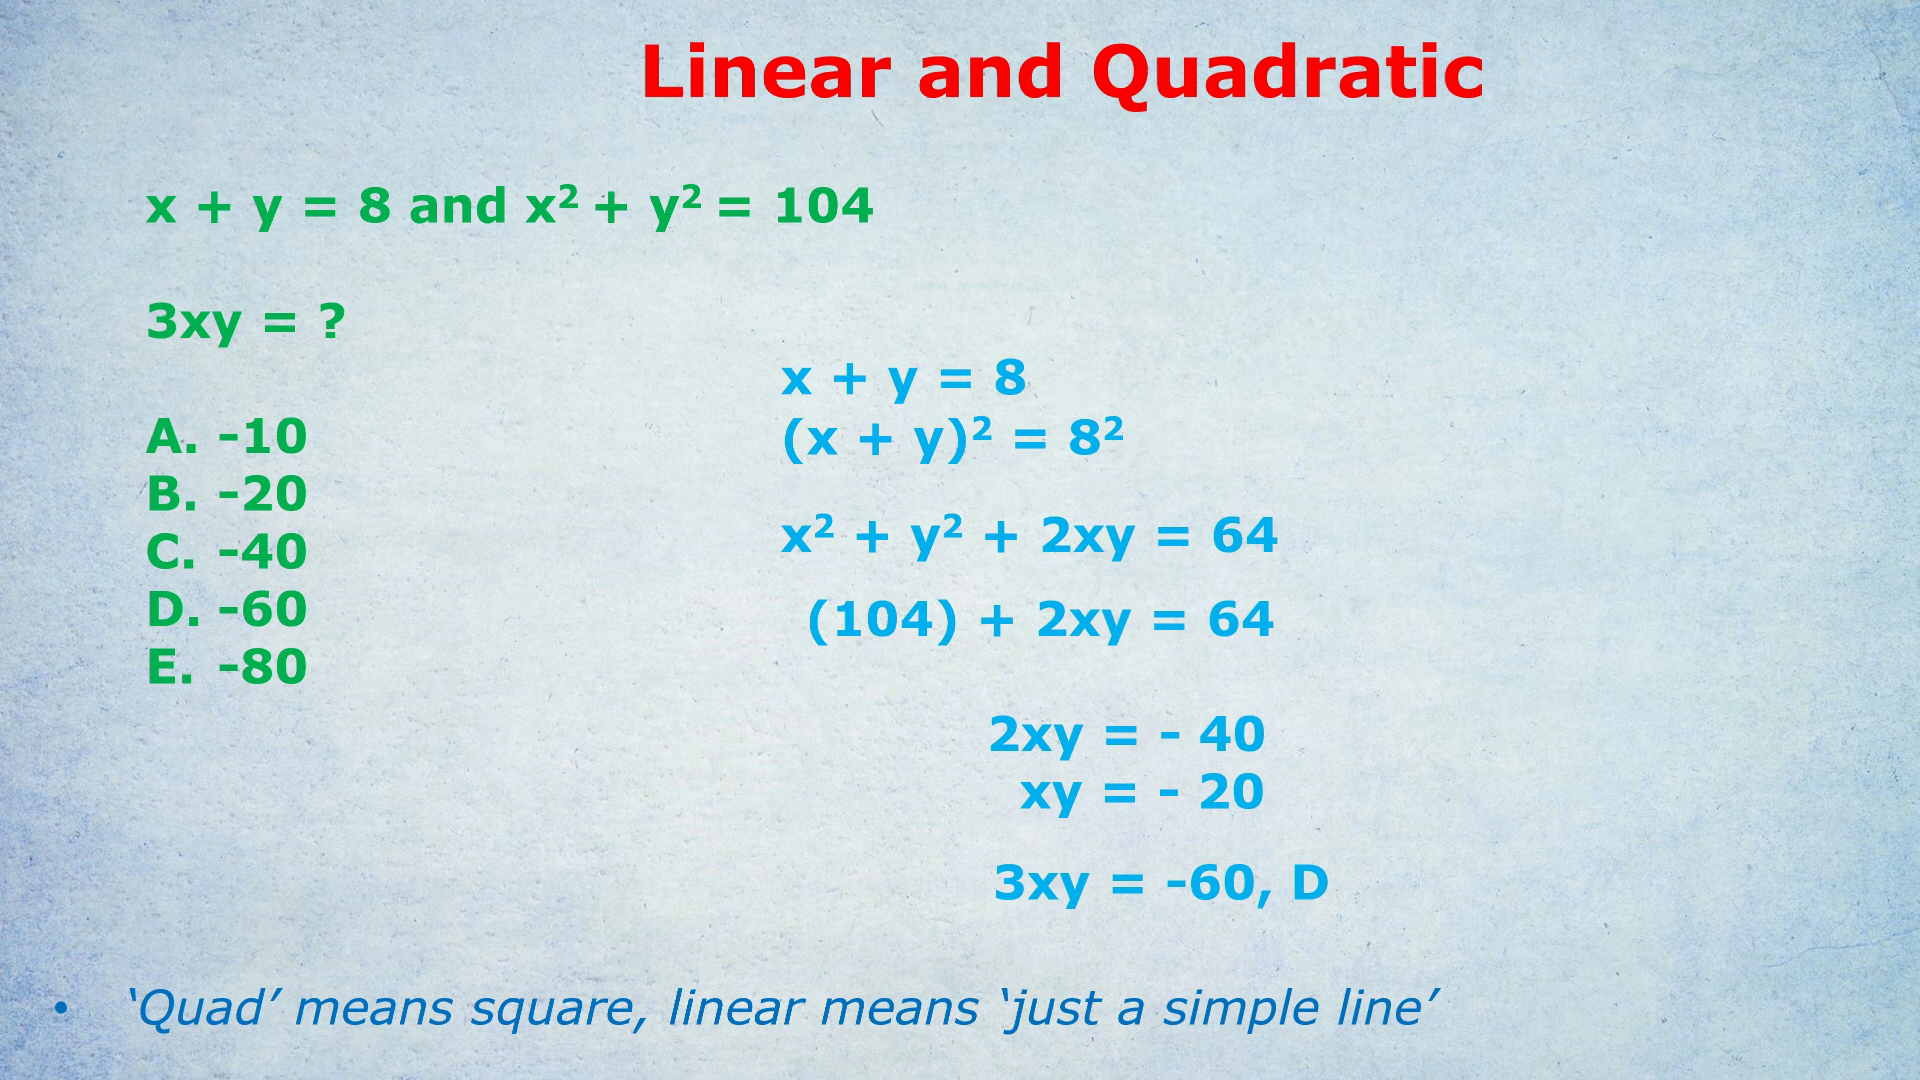 Linear and Quadratic
x + y = 8 and x² + y² = 104
3xy = ?
A. -10
B. -20
C. -40
D. -60
E. -80
x + y = 8
(x + y)² = 8²
x² + y² + 2xy = 64
(104) + 2xy = 64
2xy = - 40
xy = - 20
3xy = -60, D
• ‘Quad’ means square, linear means ‘just a simple line’